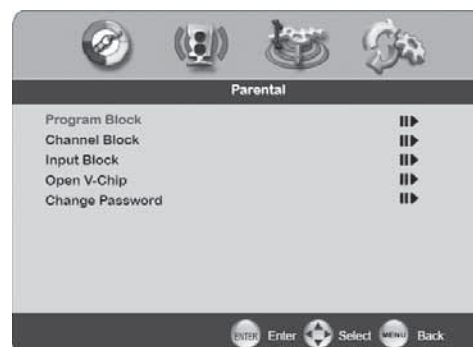 Parental
Program Block
Channel Block
Input Block
Open V-Chip
Change Password
ENTER Enter Select MENU Back